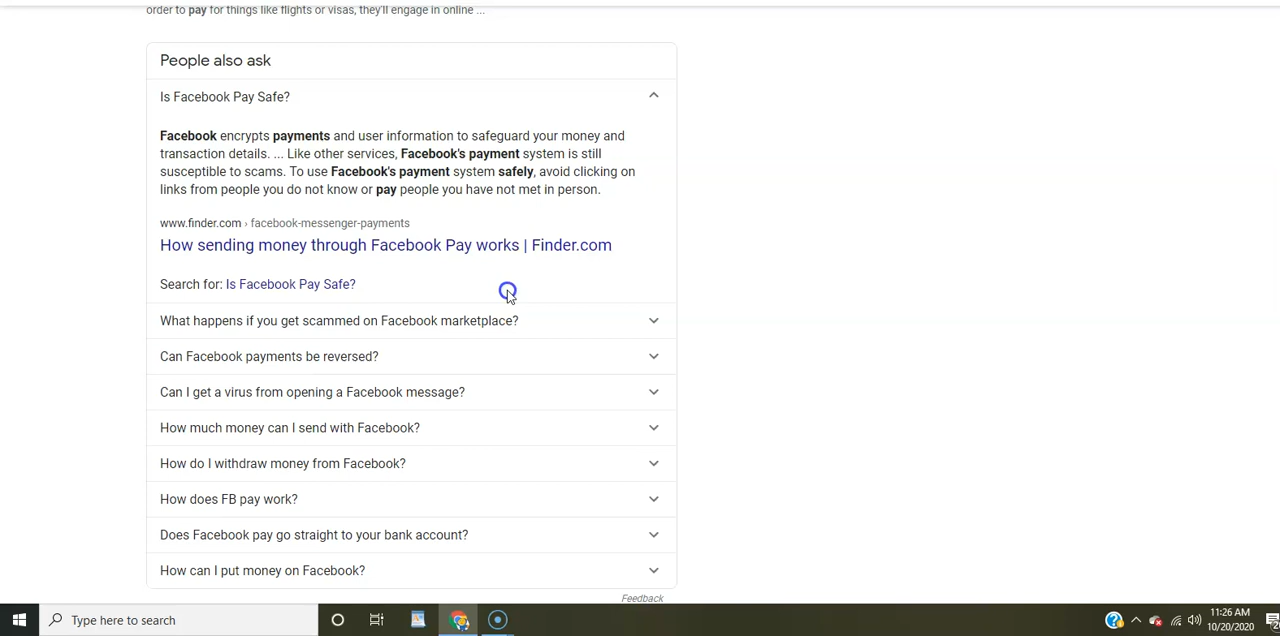 order to pay for things like flights or visas, they'll engage in online ...
People also ask
Is Facebook Pay Safe?
Facebook encrypts payments and user information to safeguard your money and
transaction details. ... Like other services, Facebook's payment system is still
susceptible to scams. To use Facebook's payment system safely, avoid clicking on
links from people you do not know or pay people you have not met in person.
www.finder.com › facebook-messenger-payments
How sending money through Facebook Pay works | Finder.com
Search for: Is Facebook Pay Safe?
What happens if you get scammed on Facebook marketplace?
Can Facebook payments be reversed?
Can I get a virus from opening a Facebook message?
How much money can I send with Facebook?
How do I withdraw money from Facebook?
How does FB pay work?
Does Facebook pay go straight to your bank account?
How can I put money on Facebook?
Feedback
Type here to search
11:26 AM
10/20/2020